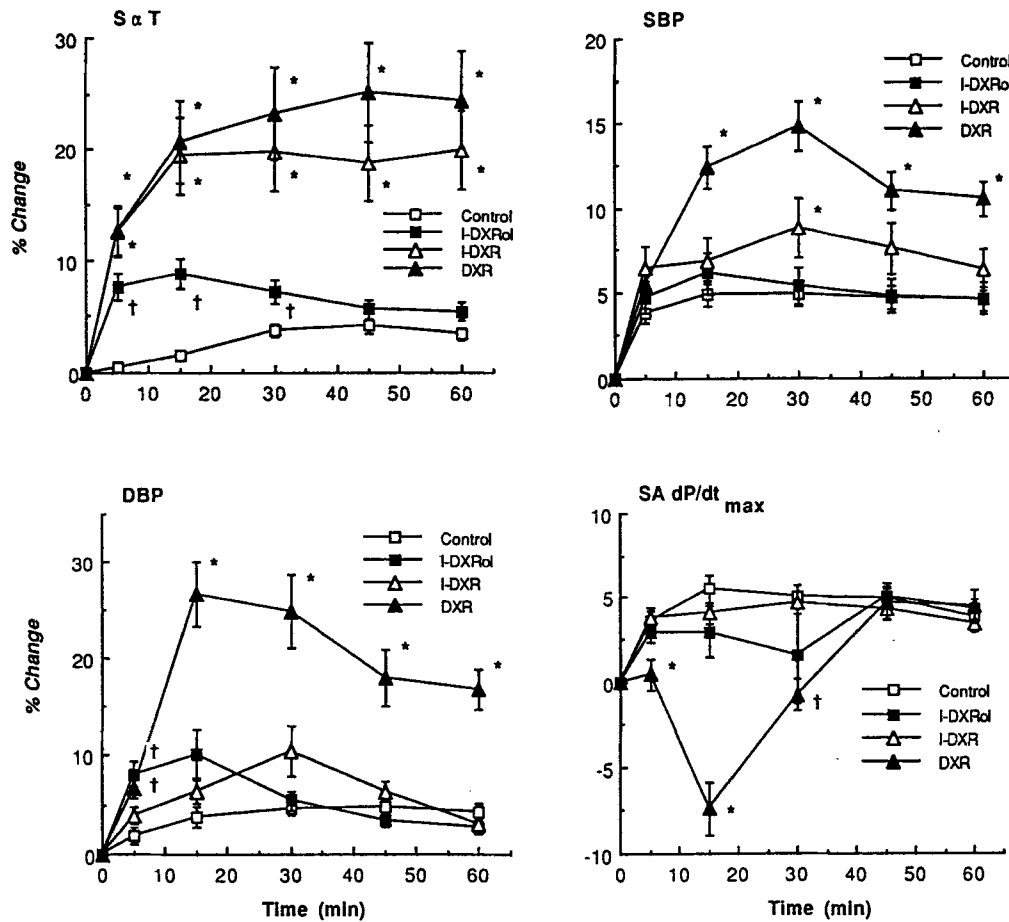 S α T
% Change
30
20
10
0
0 10 20 30 40 50 60
Control
I-DXRol
I-DXR
DXR
* * * * *
* * * * *
† † †
SBP
20
15
10
5
0
0 10 20 30 40 50 60
Control
I-DXRol
I-DXR
DXR
* * * *
*
DBP
% Change
30
20
10
0
0 10 20 30 40 50 60
Time (min)
Control
I-DXRol
I-DXR
DXR
* * * *
† †
SA dP/dt max
10
5
0
-5
-10
0 10 20 30 40 50 60
Time (min)
Control
I-DXRol
I-DXR
DXR
* * †